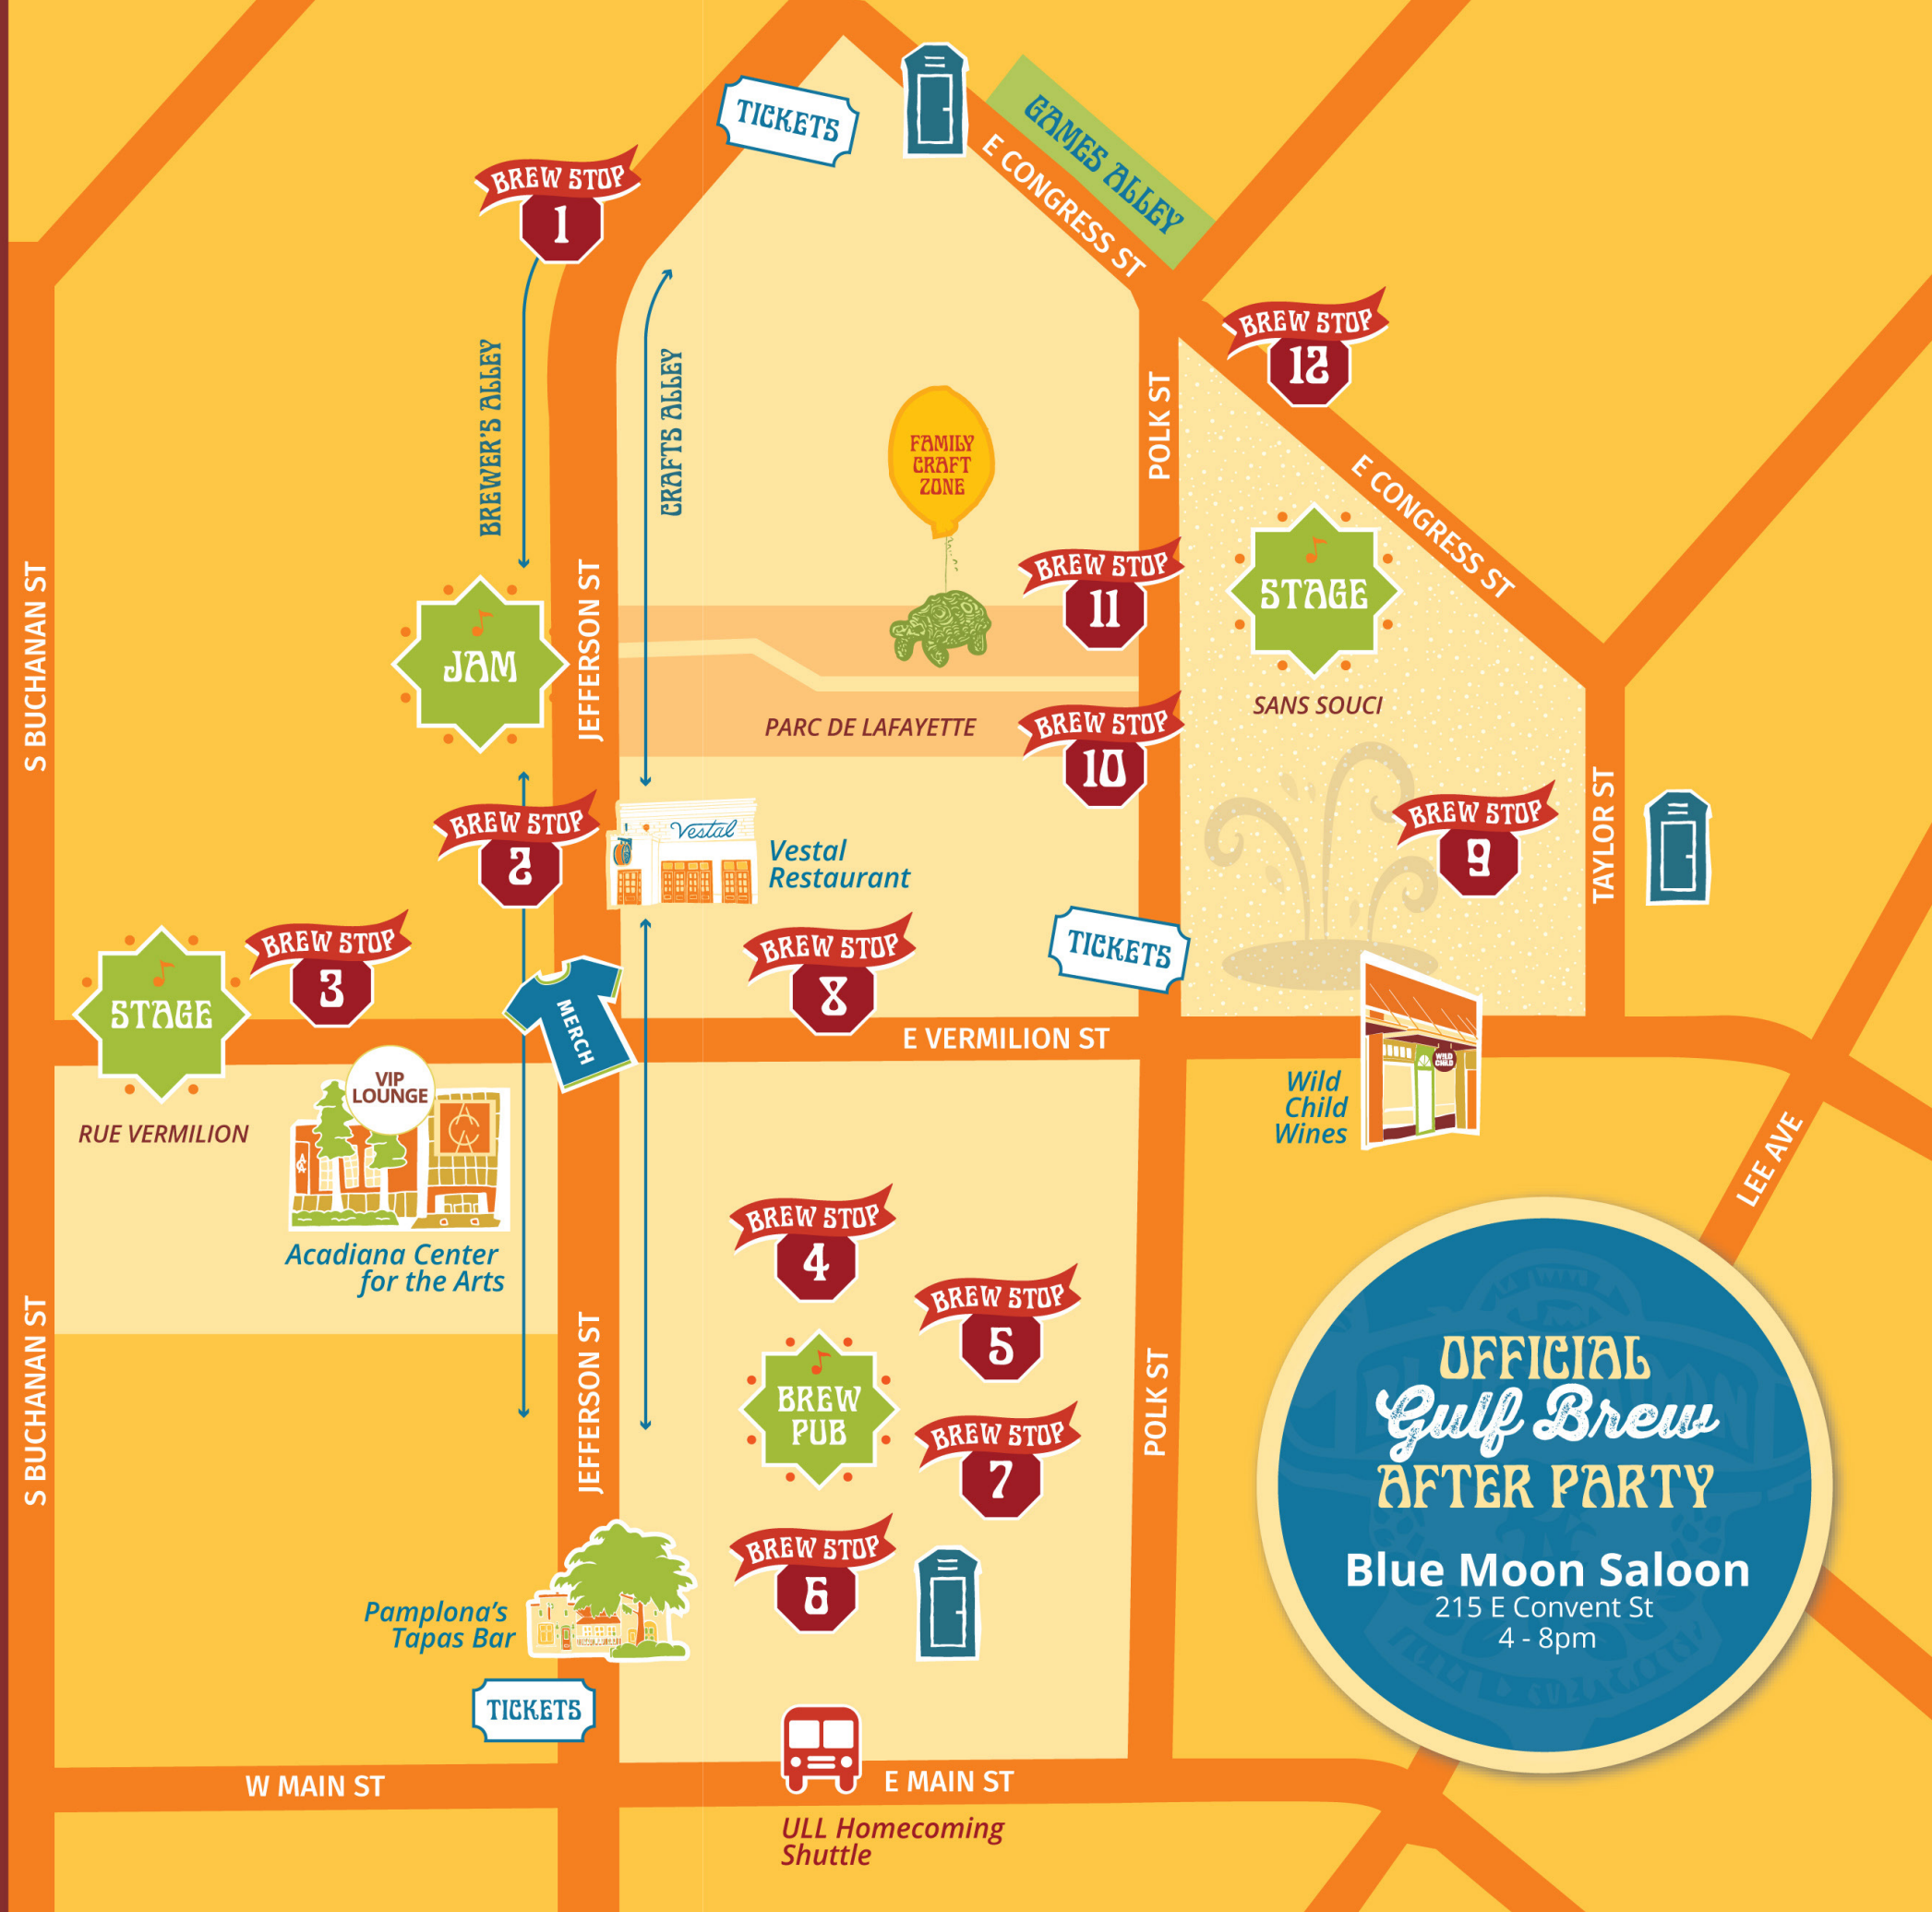 TICKETS
GAMES ALLEY
E CONGRESS ST
BREW STOP
1
BREW STOP
12
BREWER'S ALLEY
CRAFTS ALLEY
POLK ST
FAMILY
CRAFT
ZONE
E CONGRESS ST
BREW STOP
11
STAGE
SANS SOUCI
S BUCHANAN ST
JAM
JEFFERSON ST
PARC DE LAFAYETTE
BREW STOP
10
BREW STOP
2
Vestal
Vestal
Restaurant
BREW STOP
9
TAYLOR ST
BREW STOP
3
STAGE
RUE VERMILION
MERCH
BREW STOP
8
TICKETS
E VERMILION ST
WILD
CHILD
Wild
Child
Wines
VIP
LOUNGE
Acadiana Center
for the Arts
LEE AVE
BREW STOP
4
BREW STOP
5
S BUCHANAN ST
JEFFERSON ST
BREW
PUB
BREW STOP
7
POLK ST
BREW STOP
6
Pamplona's
Tapas Bar
TICKETS
OFFICIAL
Gulf Brew
AFTER PARTY
Blue Moon Saloon
215 E Convent St
4 - 8pm
W MAIN ST
E MAIN ST
ULL Homecoming
Shuttle